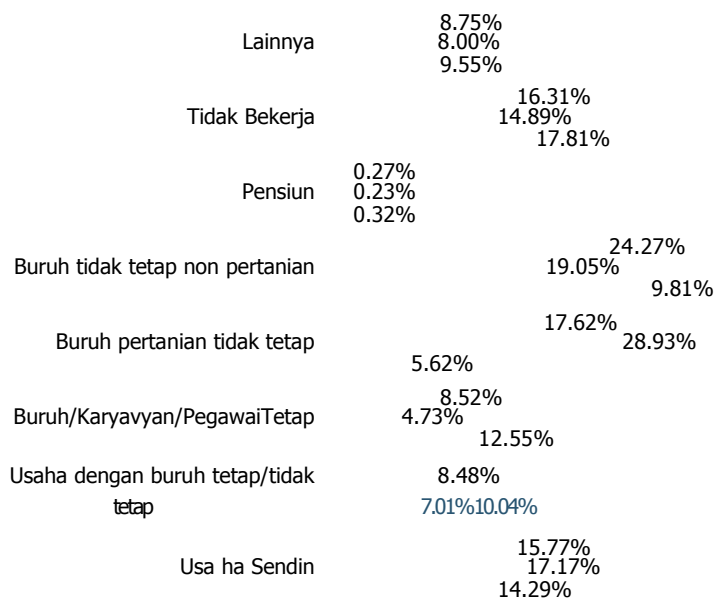 8.75%
Lainnya 8.00%
9.55%
16.31%
Tidak Bekerja 14.89%
17.81%
0.27%
Pensiun 0.23%
0.32%
24.27%
Buruh tidak tetap non pertanian 19.05%
9.81%
17.62%
Buruh pertanian tidak tetap 28.93%
5.62%
8.52%
Buruh/Karyavyan/PegawaiTetap 4.73%
12.55%
Usaha dengan buruh tetap/tidak 8.48%
tetap 7.01%10.04%
15.77%
Usa ha Sendin 17.17%
14.29%